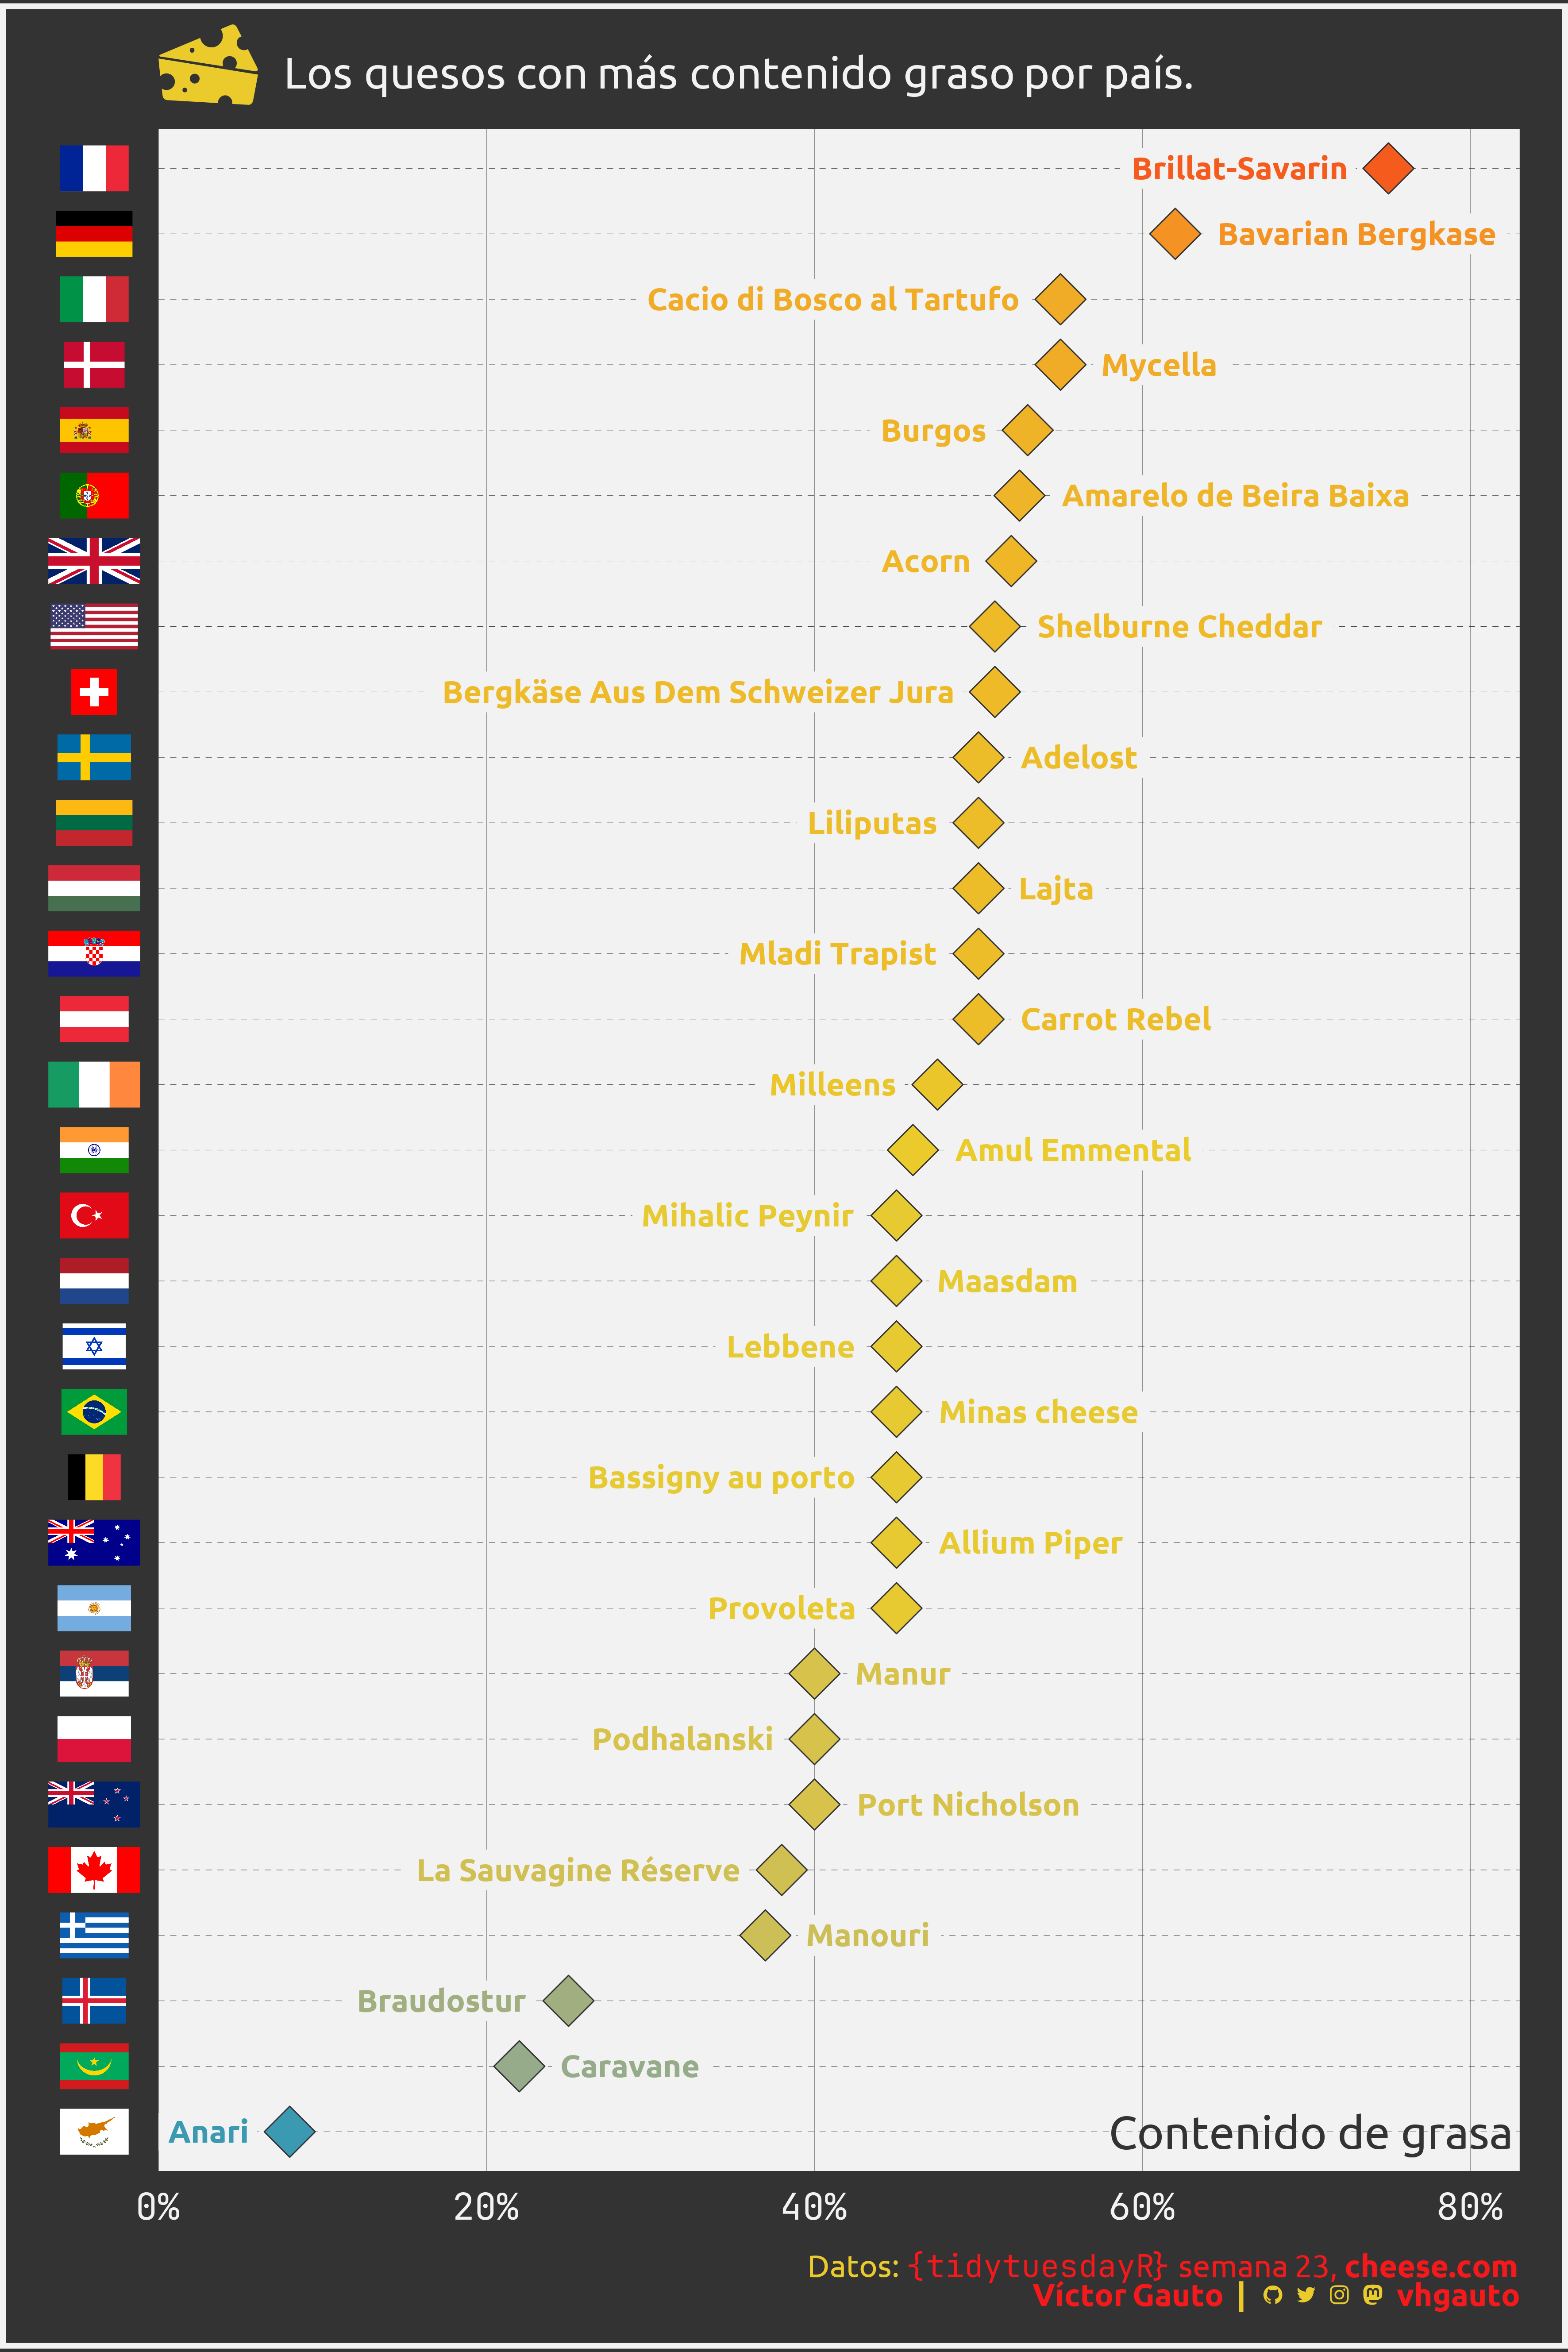 Los quesos con más contenido graso por país.
Brillat-Savarin
Bavarian Bergkase
Cacio di Bosco al Tartufo
Mycella
Burgos
Amarelo de Beira Baixa
Acorn
Shelburne Cheddar
Bergkäse Aus Dem Schweizer Jura
Adelost
Liliputas
Lajta
Mladi Trapist
Carrot Rebel
Milleens
Amul Emmental
Mihalic Peynir
Maasdam
Lebbene
Minas cheese
Bassigny au porto
Allium Piper
Provoleta
Manur
Podhalanski
Port Nicholson
La Sauvagine Réserve
Manouri
Braudostur
Caravane
Anari
Contenido de grasa
0% 20% 40% 60% 80%
Datos: {tidytuesdayR} semana 23, cheese.com
Víctor Gauto | vhgauto